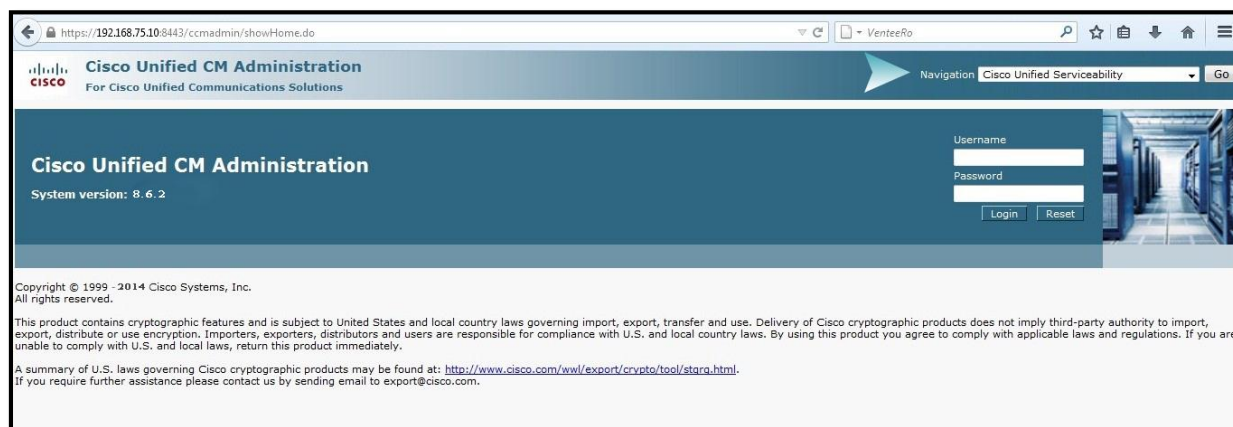 https://192.168.75.10:8443/ccmadmin/showHome.do
VenteeRo
cisco
Cisco Unified CM Administration
For Cisco Unified Communications Solutions
Navigation Cisco Unified Serviceability Go
Cisco Unified CM Administration
System version: 8.6.2
Username
Password
Login Reset
Copyright © 1999 - 2014 Cisco Systems, Inc.
All rights reserved.
This product contains cryptographic features and is subject to United States and local country laws governing import, export, transfer and use. Delivery of Cisco cryptographic products does not imply third-party authority to import,
export, distribute or use encryption. Importers, exporters, distributors and users are responsible for compliance with U.S. and local country laws. By using this product you agree to comply with applicable laws and regulations. If you are
unable to comply with U.S. and local laws, return this product immediately.
A summary of U.S. laws governing Cisco cryptographic products may be found at: http://www.cisco.com/wwl/export/crypto/tool/stqrg.html.
If you require further assistance please contact us by sending email to export@cisco.com.